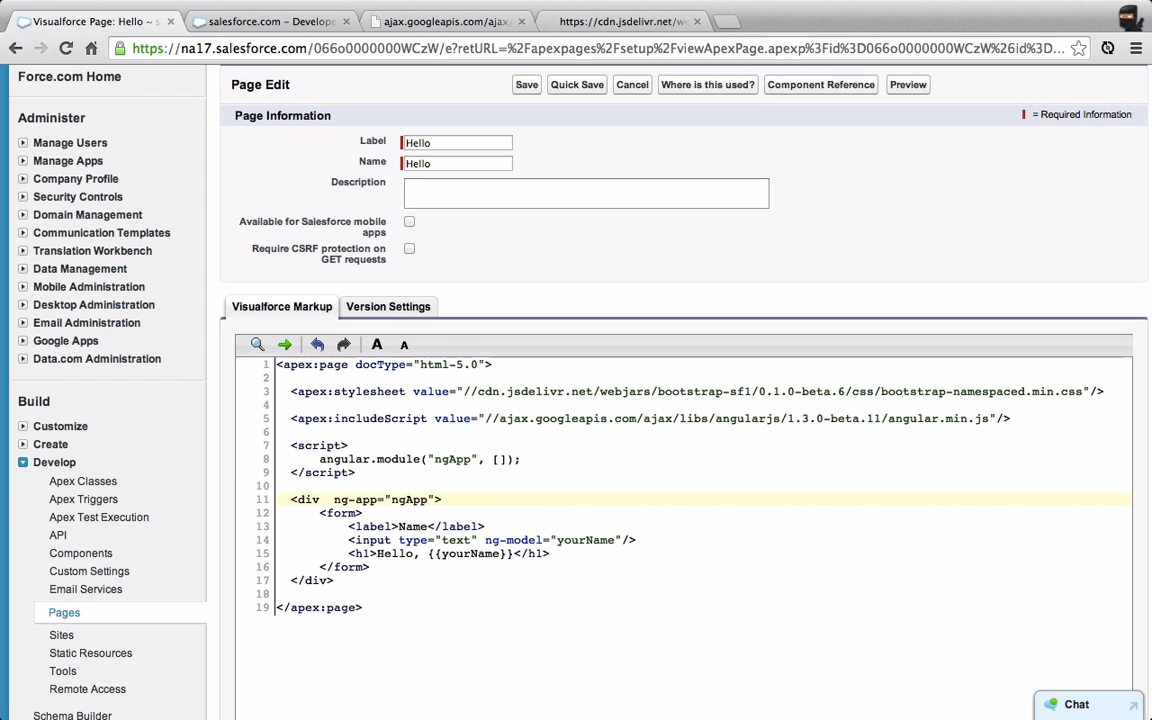 Visualforce Page: Hello ~ s
salesforce.com - Develope
ajax.googleapis.com/ajax/
https://cdn.jsdelivr.net/we
https://na17.salesforce.com/066o0000000WCzW/e?retURL=%2Fapexpages%2Fsetup%2FviewApexPage.apexp%3Fid%3D066o0000000WCzW%26id%3D...
Force.com Home
Administer
Manage Users
Manage Apps
Company Profile
Security Controls
Domain Management
Communication Templates
Translation Workbench
Data Management
Mobile Administration
Desktop Administration
Email Administration
Google Apps
Data.com Administration
Build
Customize
Create
Develop
Apex Classes
Apex Triggers
Apex Test Execution
API
Components
Custom Settings
Email Services
Pages
Sites
Static Resources
Tools
Remote Access
Schema Builder
Page Edit
Save
Quick Save
Cancel
Where is this used?
Component Reference
Preview
Page Information
= Required Information
Label
Hello
Name
Hello
Description
Available for Salesforce mobile
apps
Require CSRF protection on
GET requests
Visualforce Markup
Version Settings
A
A
1 <apex:page docType="html-5.0">
2
3 <apex:stylesheet value="//cdn.jsdelivr.net/webjars/bootstrap-sf1/0.1.0-beta.6/css/bootstrap-namespaced.min.css"/>
4
5 <apex:includeScript value="//ajax.googleapis.com/ajax/libs/angularjs/1.3.0-beta.11/angular.min.js"/>
6
7 <script>
8 angular.module("ngApp", []);
9 </script>
10
11 <div  ng-app="ngApp">
12 <form>
13 <label>Name</label>
14 <input type="text" ng-model="yourName"/>
15 <h1>Hello, {{yourName}}</h1>
16 </form>
17 </div>
18
19 </apex:page>
Chat